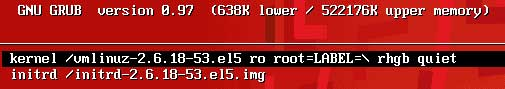 GNU GRUB  version 0.97  (638K lower / 522176K upper memory)
kernel /vmlinuz-2.6.18-53.el5 ro root=LABEL=\ rhgb quiet
initrd /initrd-2.6.18-53.el5.img